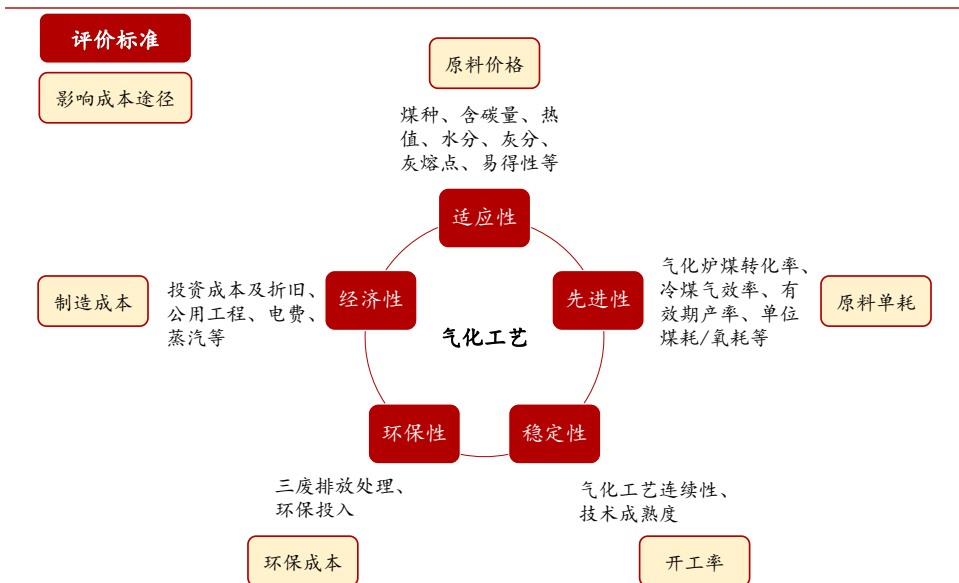 评价标准
影响成本途径
原料价格
煤种、含碳量、热
值、水分、灰分、
灰熔点、易得性等
适应性
制造成本
投资成本及折旧、
公用工程、电费、
蒸汽等
经济性
气化工艺
先进性
气化炉煤转化率、
冷煤气效率、有
效期产率、单位
煤耗/氧耗等
原料单耗
环保性
稳定性
三废排放处理、
环保投入
气化工艺连续性、
技术成熟度
环保成本
开工率